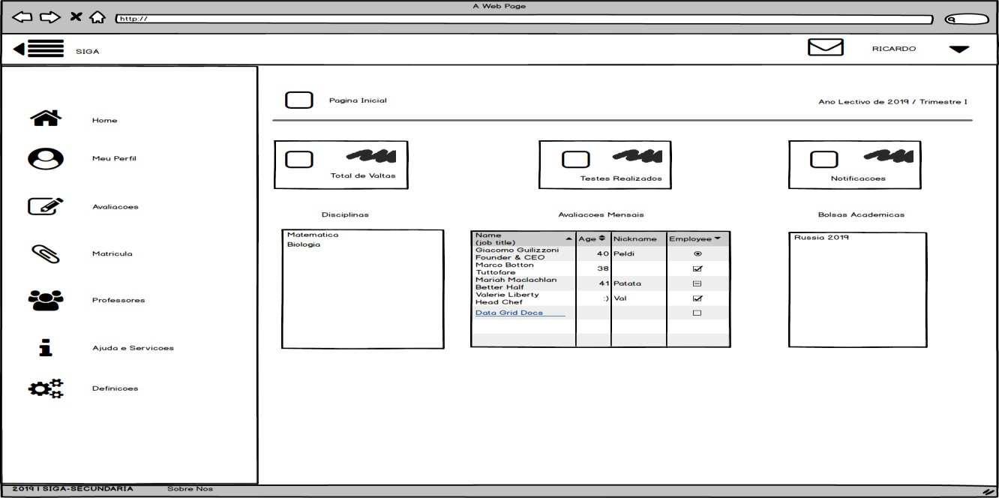 A Web Page
http://
SIGA
RICARDO
Home
Meu Perfil
Avaliacoes
Matricula
Professores
Ajuda e Servicoes
Definicoes
Pagina Inicial
Ano Lectivo de 2019 / Trimestre I
Total de Valtas
Testes Realizados
Notificacoes
Disciplinas
Matematica
Biologia
Avaliacoes Mensais
Name
(job title)
Age
Nickname
Employee
Giacomo Guilizzoni
Founder & CEO
40
Peldi
Marco Botton
Tuttofare
38
Mariah Maclachlan
Better Half
41
Patata
Valerie Liberty
Head Chef
:)
Val
Data Grid Docs
Bolsas Academicas
Russia 2019
2019 | SIGA-SECUNDARIA
Sobre Nos